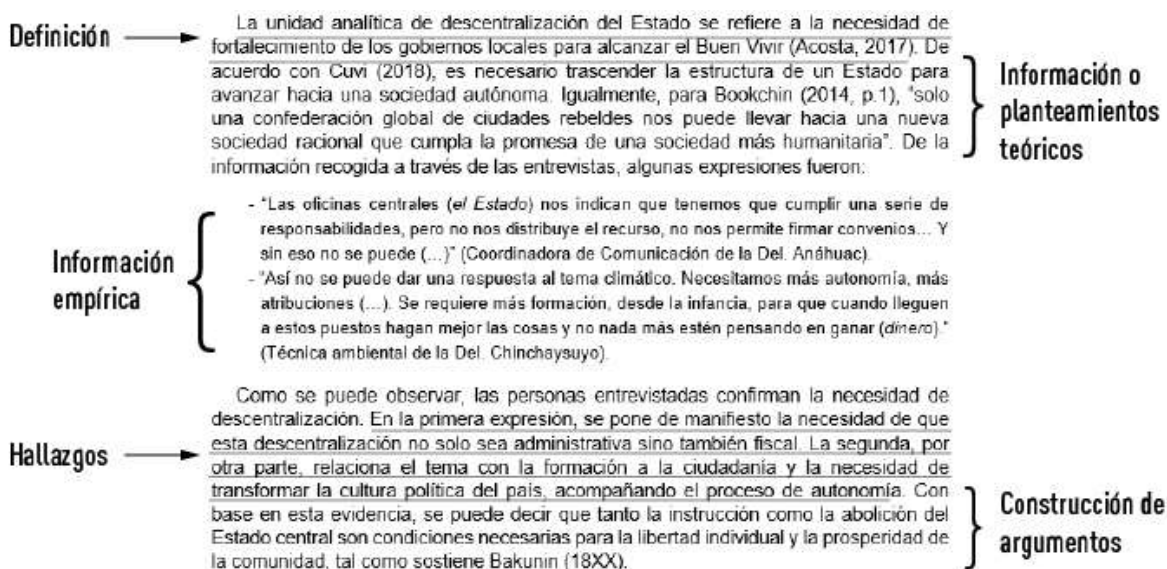 Definición
La unidad analítica de descentralización del Estado se refiere a la necesidad de
fortalecimiento de los gobiernos locales para alcanzar el Buen Vivir (Acosta, 2017). De
acuerdo con Cuvi (2018), es necesario trascender la estructura de un Estado para
avanzar hacia una sociedad autónoma. Igualmente, para Bookchin (2014, p.1), “solo
una confederación global de ciudades rebeldes nos puede llevar hacia una nueva
sociedad racional que cumpla la promesa de una sociedad más humanitaria”. De la
información recogida a través de las entrevistas, algunas expresiones fueron:
Información o
planteamientos
teóricos
Información
empírica
- “Las oficinas centrales (el Estado) nos indican que tenemos que cumplir una serie de
responsabilidades, pero no nos distribuye el recurso, no nos permite firmar convenios... Y
sin eso no se puede (...)” (Coordinadora de Comunicación de la Del. Anáhuac).
- “Así no se puede dar una respuesta al tema climático. Necesitamos más autonomía, más
atribuciones (...). Se requiere más formación, desde la infancia, para que cuando lleguen
a estos puestos hagan mejor las cosas y no nada más estén pensando en ganar (dinero).”
(Técnica ambiental de la Del. Chinchaysuyo).
Hallazgos
Como se puede observar, las personas entrevistadas confirman la necesidad de
descentralización. En la primera expresión, se pone de manifiesto la necesidad de que
esta descentralización no solo sea administrativa sino también fiscal. La segunda, por
otra parte, relaciona el tema con la formación a la ciudadanía y la necesidad de
transformar la cultura política del país, acompañando el proceso de autonomía. Con
base en esta evidencia, se puede decir que tanto la instrucción como la abolición del
Estado central son condiciones necesarias para la libertad individual y la prosperidad de
la comunidad, tal como sostiene Bakunin (18XX).
Construcción de
argumentos